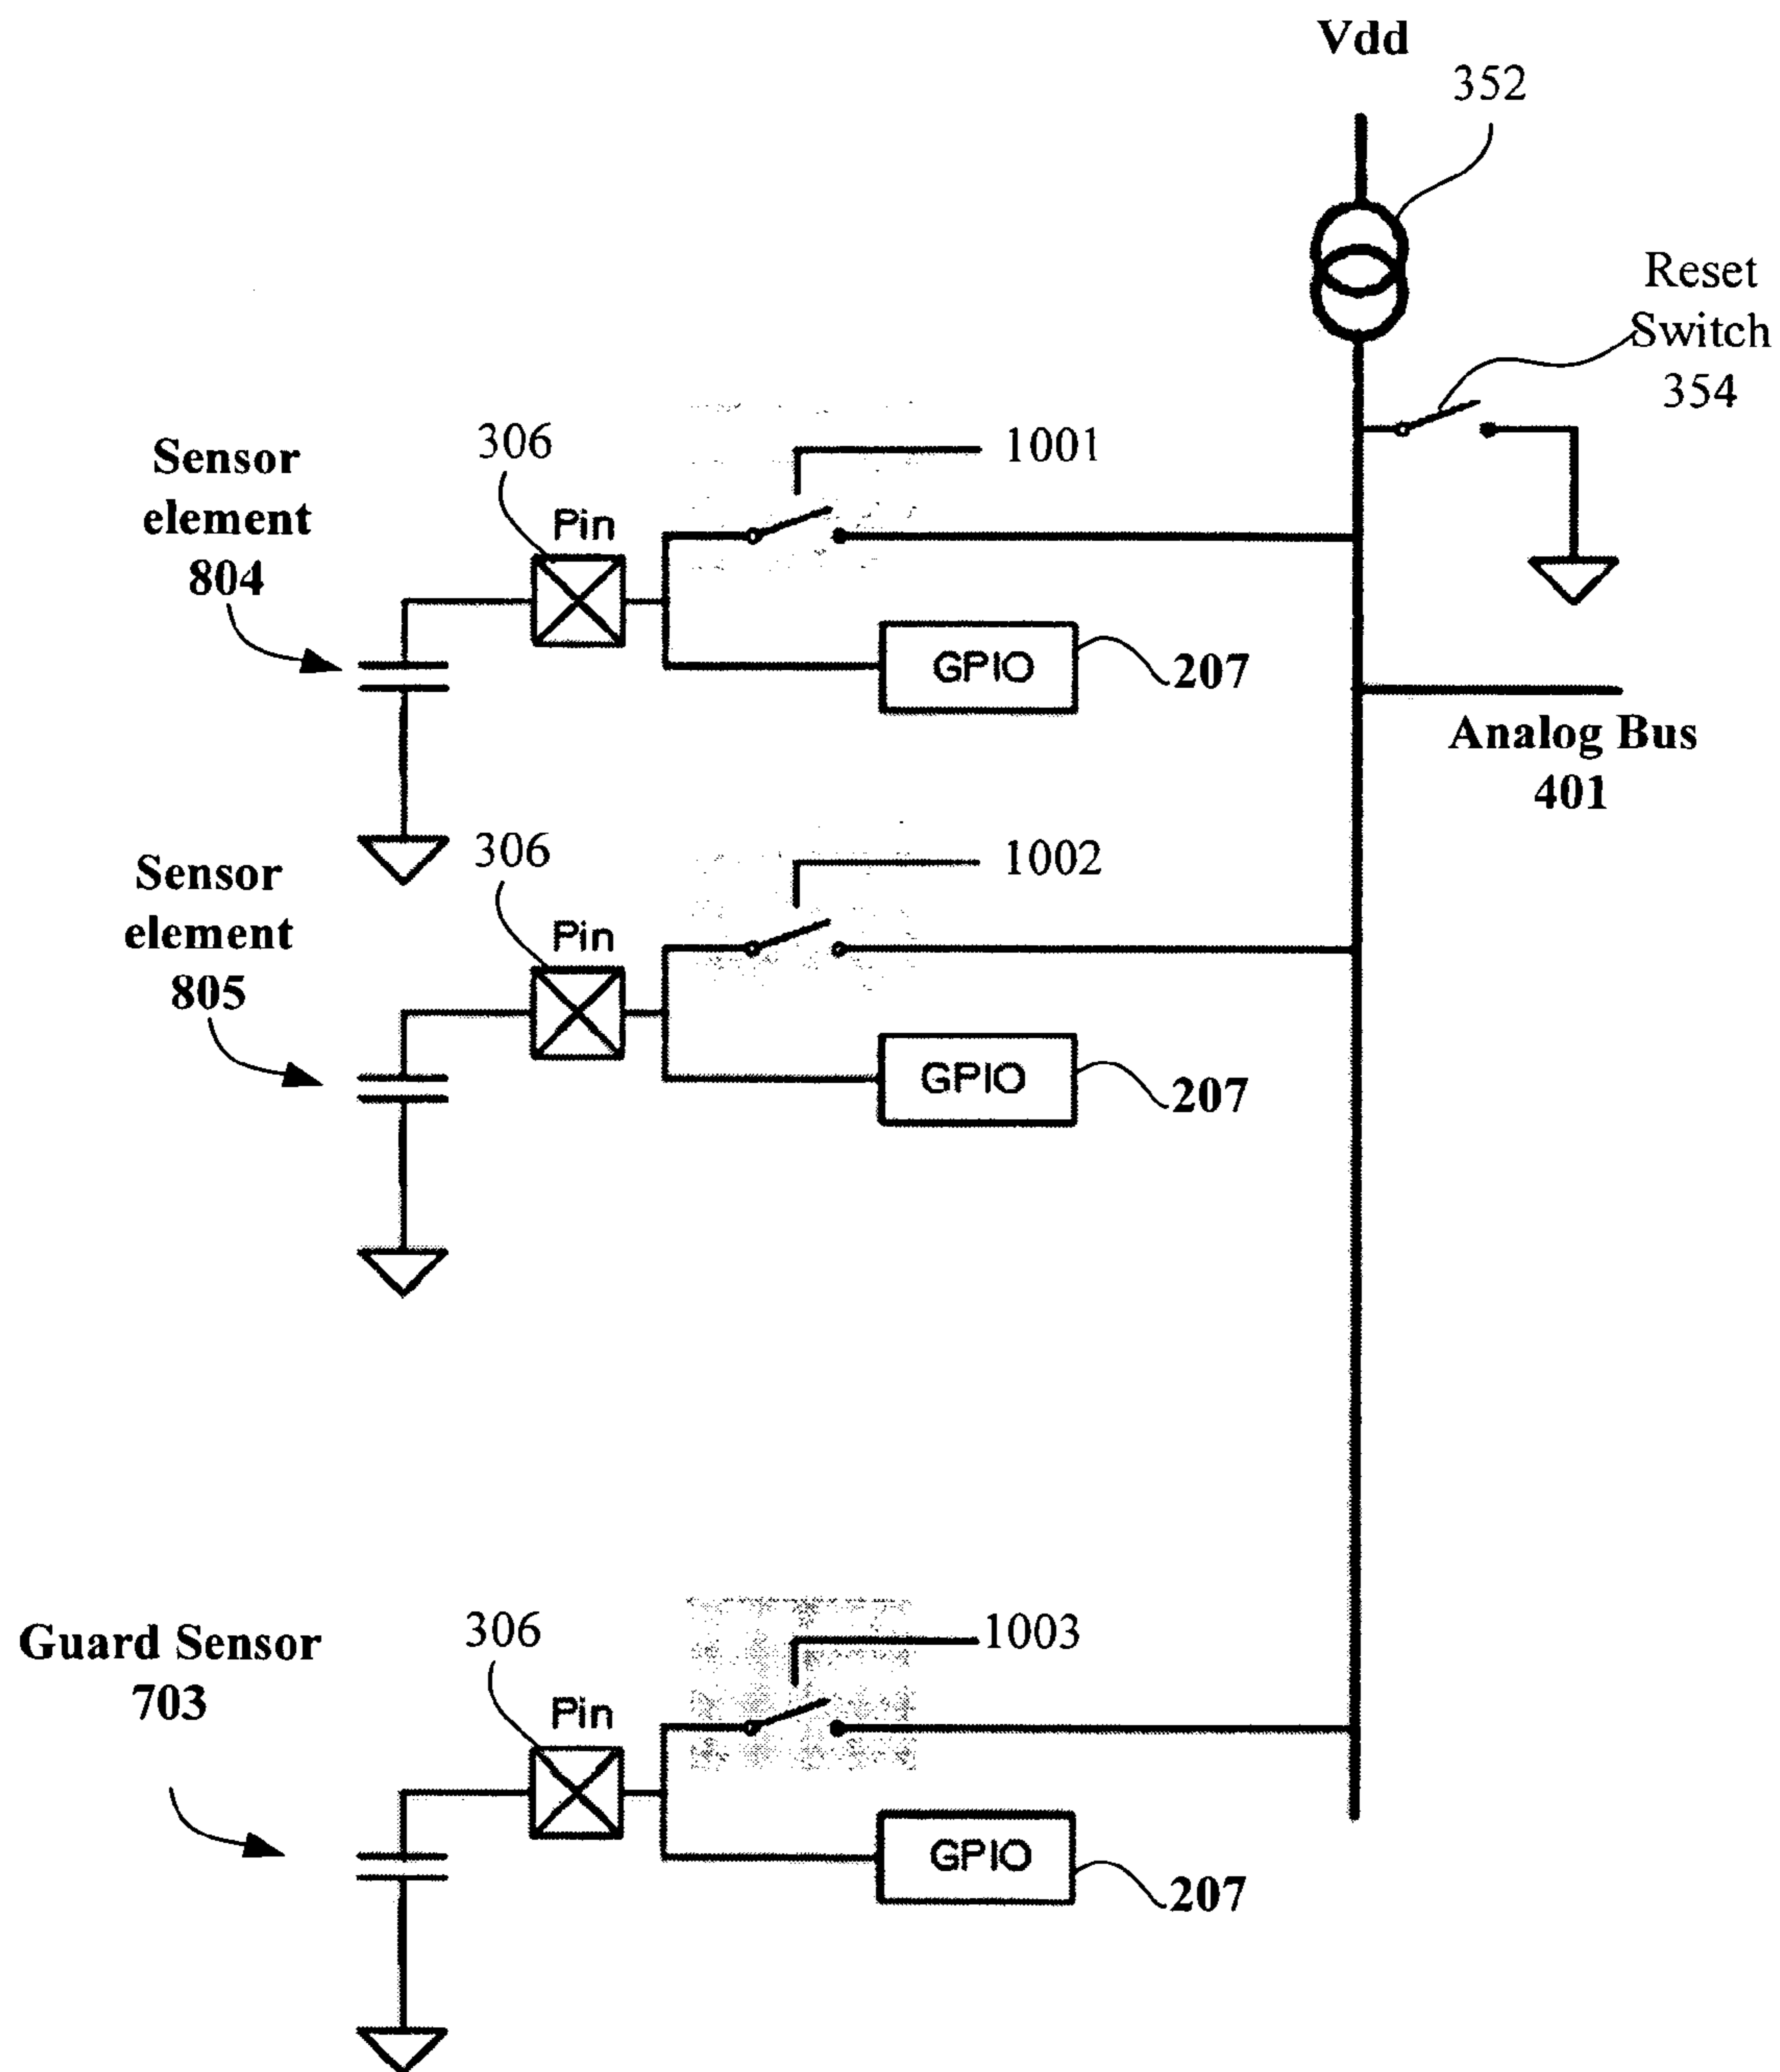 Vdd
352
Reset
Switch
354
Sensor
element
804
306
Pin
1001
GPIO
207
Analog Bus
401
Sensor
element
805
306
Pin
1002
GPIO
207
Guard Sensor
703
306
Pin
1003
GPIO
207